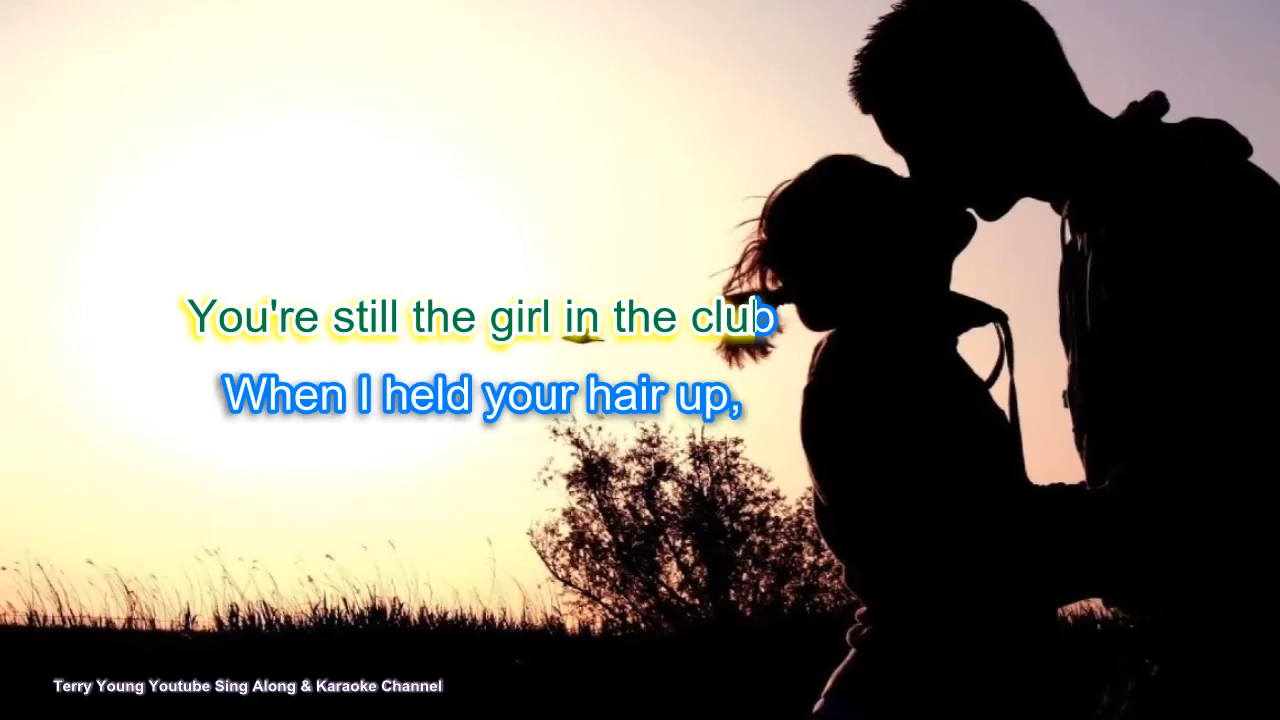 You're still the girl in the club
When I held your hair up,
Terry Young Youtube Sing Along & Karaoke Channel